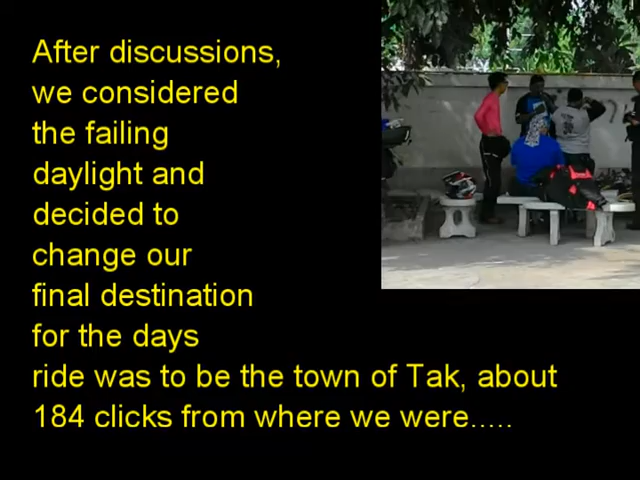 After discussions,
we considered
the failing
daylight and
decided to
change our
final destination
for the days
ride was to be the town of Tak, about
184 clicks from where we were.....